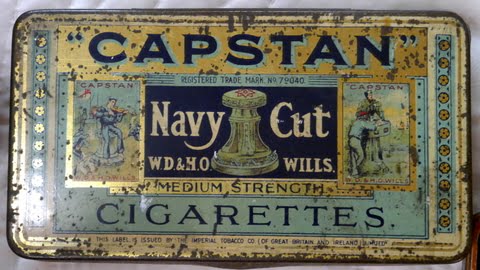 "CAPSTAN"
REGISTERED TRADE MARK No. 79040.
CAPSTAN
CAPSTAN
Navy Cut
W.D.& H.O. WILLS.
W.D.& H.O. WILLS
MEDIUM STRENGTH
CIGARETTES.
THIS LABEL IS ISSUED BY THE IMPERIAL TOBACCO CO. (OF GREAT BRITAIN AND IRELAND) LIMITED.